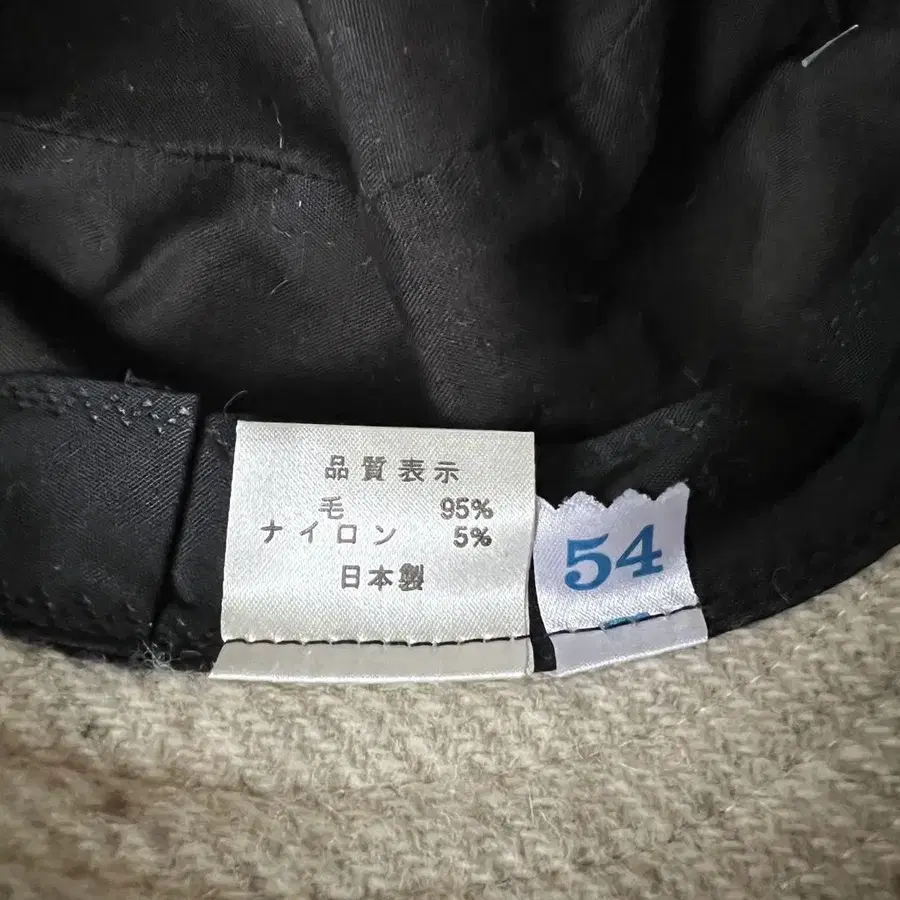 品質表示
毛 95%
ナイロン 5%
日本製
54